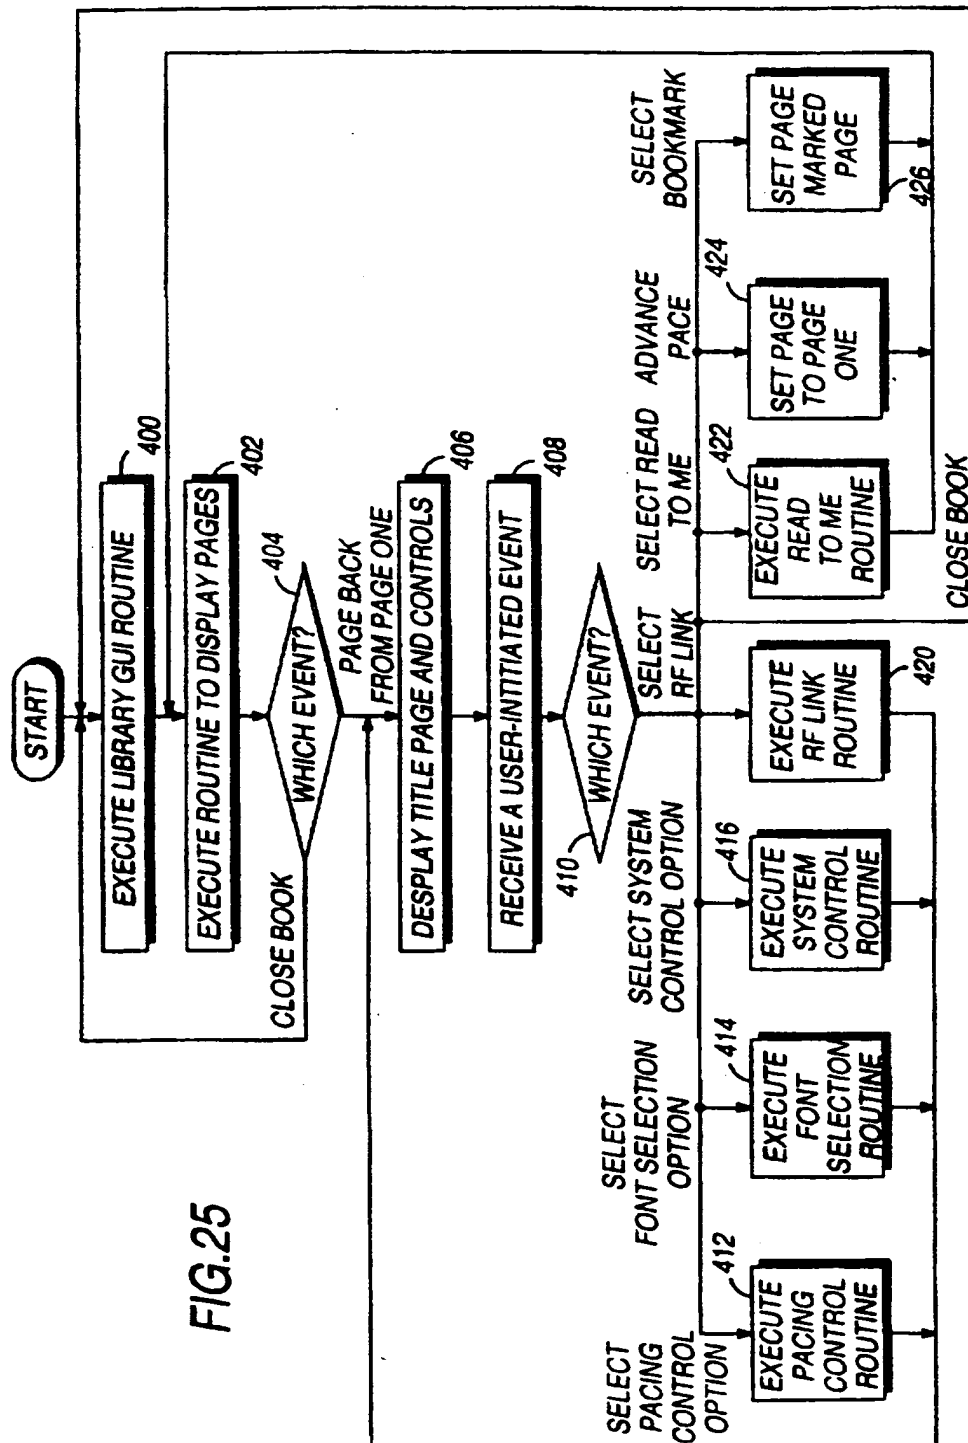 START
EXECUTE LIBRARY GUI ROUTINE
400
EXECUTE ROUTINE TO DISPLAY PAGES
402
WHICH EVENT?
404
CLOSE BOOK
PAGE BACK
FROM PAGE ONE
DESPLAY TITLE PAGE AND CONTROLS
406
RECEIVE A USER-INTITIATED EVENT
408
WHICH EVENT?
410
FIG.25
SELECT
PACING
CONTROL
OPTION
SELECT
FONT SELECTION
OPTION
SELECT SYSTEM
CONTROL OPTION
SELECT
RF LINK
SELECT READ
TO ME
ADVANCE
PACE
SELECT
BOOKMARK
412
EXECUTE
PACING
CONTROL
ROUTINE
414
EXECUTE
FONT
SELECTION
ROUTINE
416
EXECUTE
SYSTEM
CONTROL
ROUTINE
EXECUTE
RF LINK
ROUTINE
420
422
EXECUTE
READ
TO ME
ROUTINE
424
SET PAGE
TO PAGE
ONE
SET PAGE
MARKED
PAGE
426
CLOSE BOOK